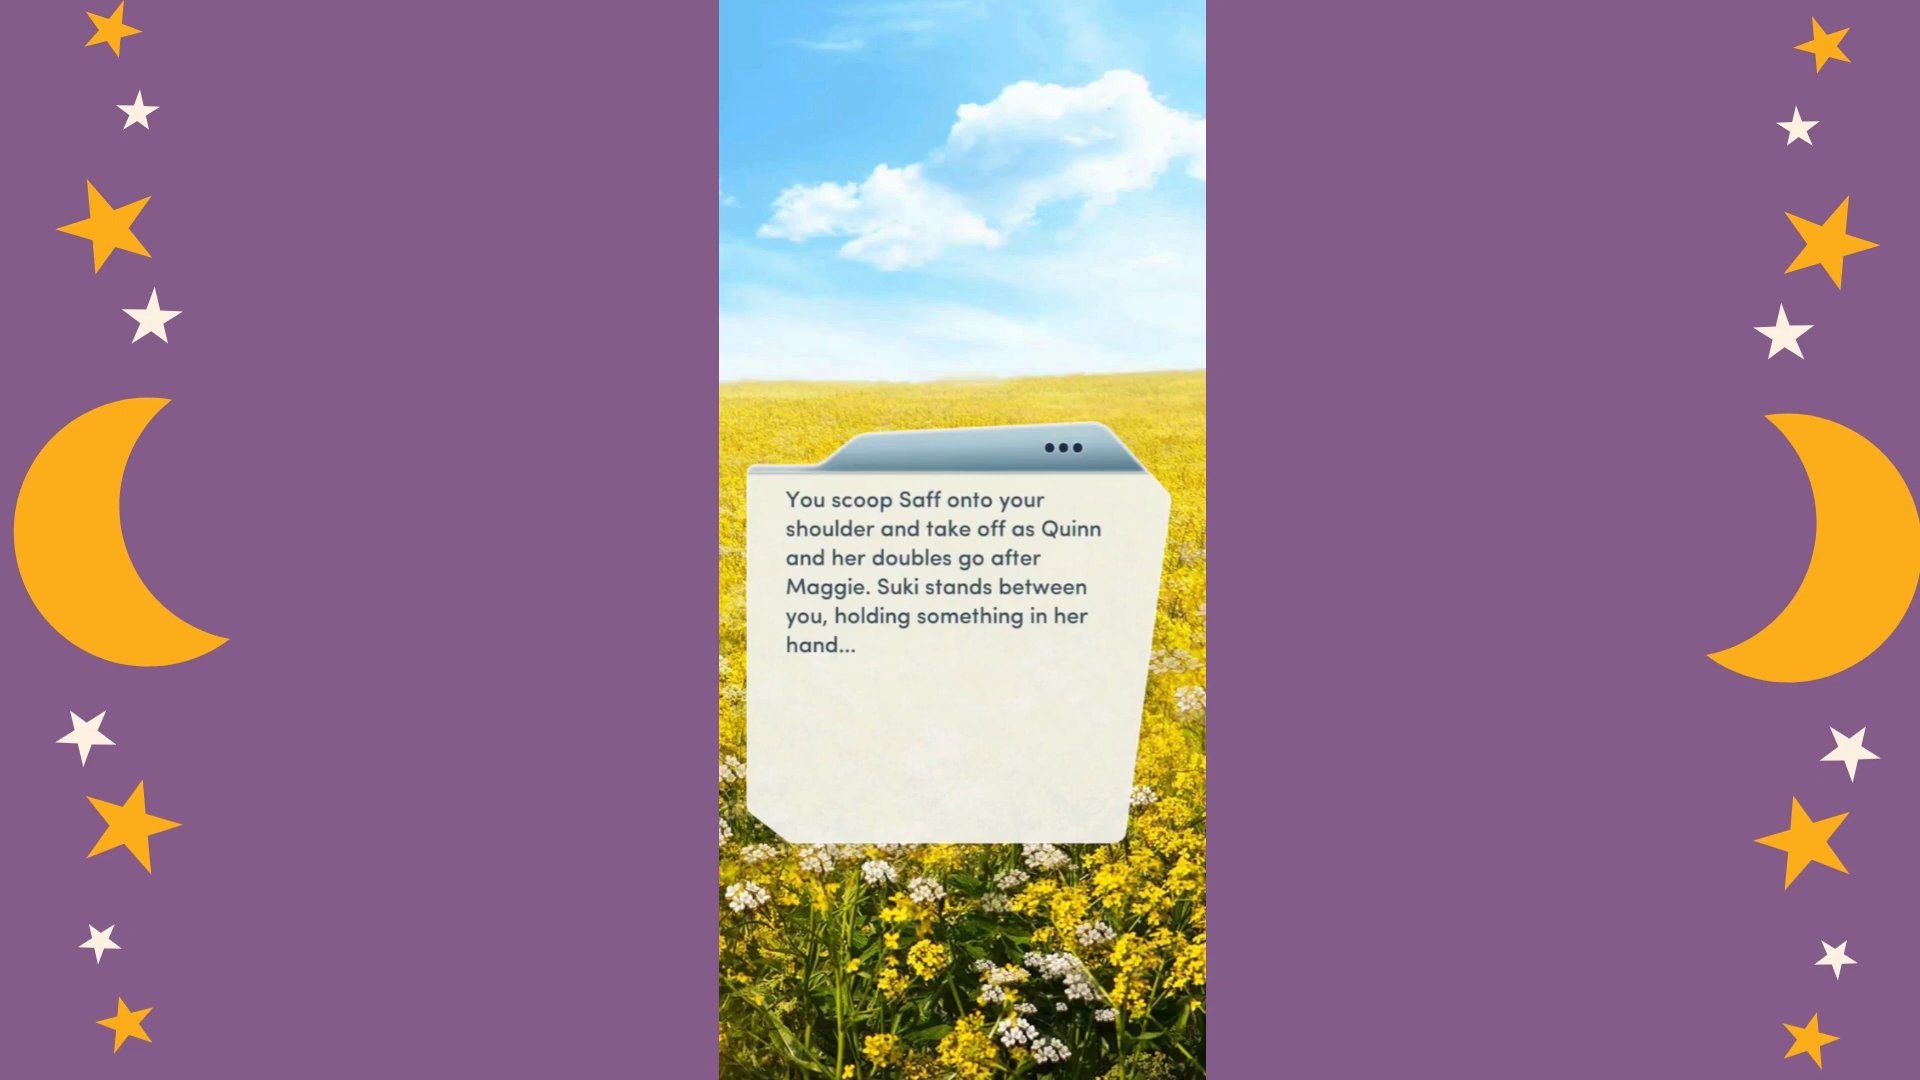 You scoop Saff onto your
shoulder and take off as Quinn
and her doubles go after
Maggie. Suki stands between
you, holding something in her
hand...